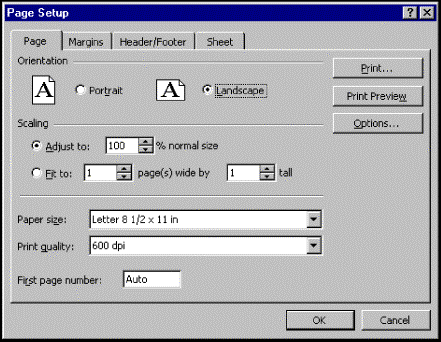 Page Setup
Page Margins Header/Footer Sheet
Orientation
A Portrait A Landscape
Print...
Print Preview
Options...
Scaling
Adjust to: 100 % normal size
Fit to: 1 page(s) wide by 1 tall
Paper size: Letter 8 1/2 x 11 in
Print quality: 600 dpi
First page number: Auto
OK Cancel